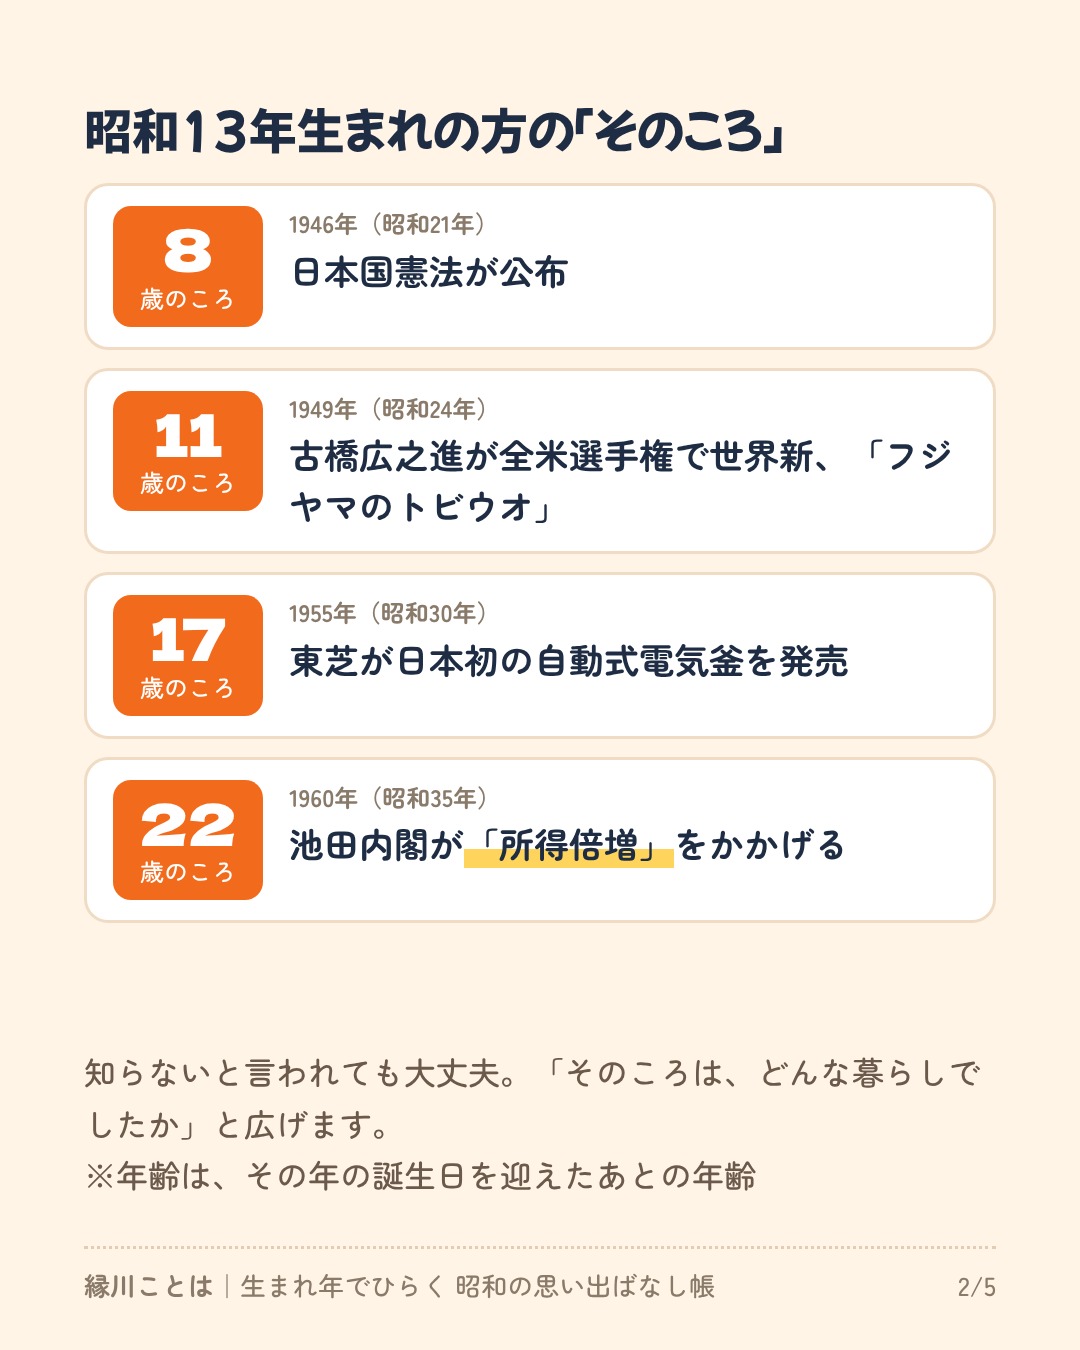 昭和13年生まれの方の「そのころ」
8
歳のころ
1946年（昭和21年）
日本国憲法が公布
11
歳のころ
1949年（昭和24年）
古橋広之進が全米選手権で世界新、「フジ
ヤマのトビウオ」
17
歳のころ
1955年（昭和30年）
東芝が日本初の自動式電気釜を発売
22
歳のころ
1960年（昭和35年）
池田内閣が「所得倍増」をかかげる
知らないと言われても大丈夫。「そのころは、どんな暮らしで
したか」と広げます。
※年齢は、その年の誕生日を迎えたあとの年齢
縁川ことは｜生まれ年でひらく 昭和の思い出ばなし帳
2/5